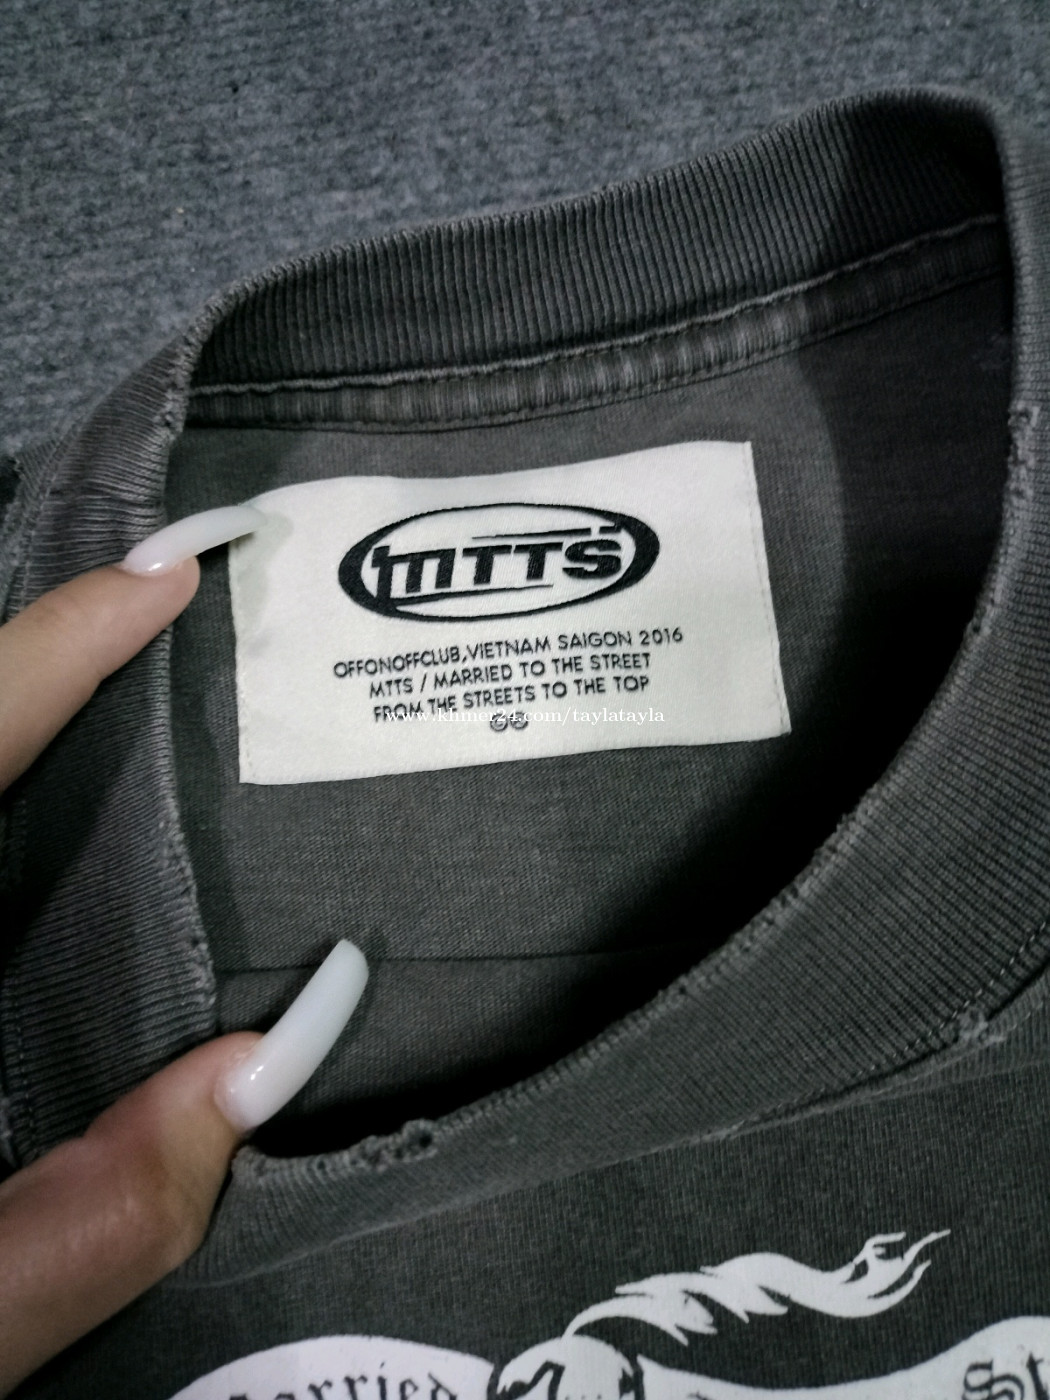 MTTS
OFFONOFFCLUB,VIETNAM SAIGON 2016
MTTS / MARRIED TO THE STREET
FROM THE STREETS TO THE TOP
www.khmer24.com/taylatayla